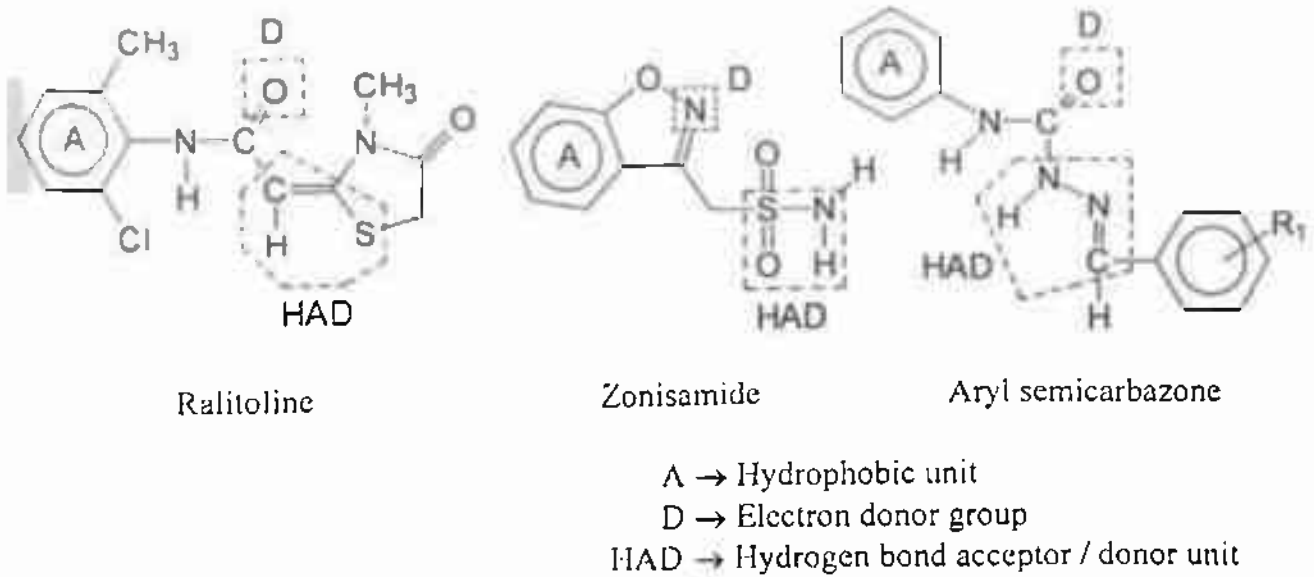 D
CH₃
A
O
N
C
H
Cl
C
H
CH₃
N
O
S
HAD
Ralitoline
O
N
D
A
O
S
O
N
H
H
HAD
Zonisamide
A
D
O
N
H
C
N
H
N
C
H
R₁
HAD
Aryl semicarbazone
A → Hydrophobic unit
D → Electron donor group
HAD → Hydrogen bond acceptor / donor unit